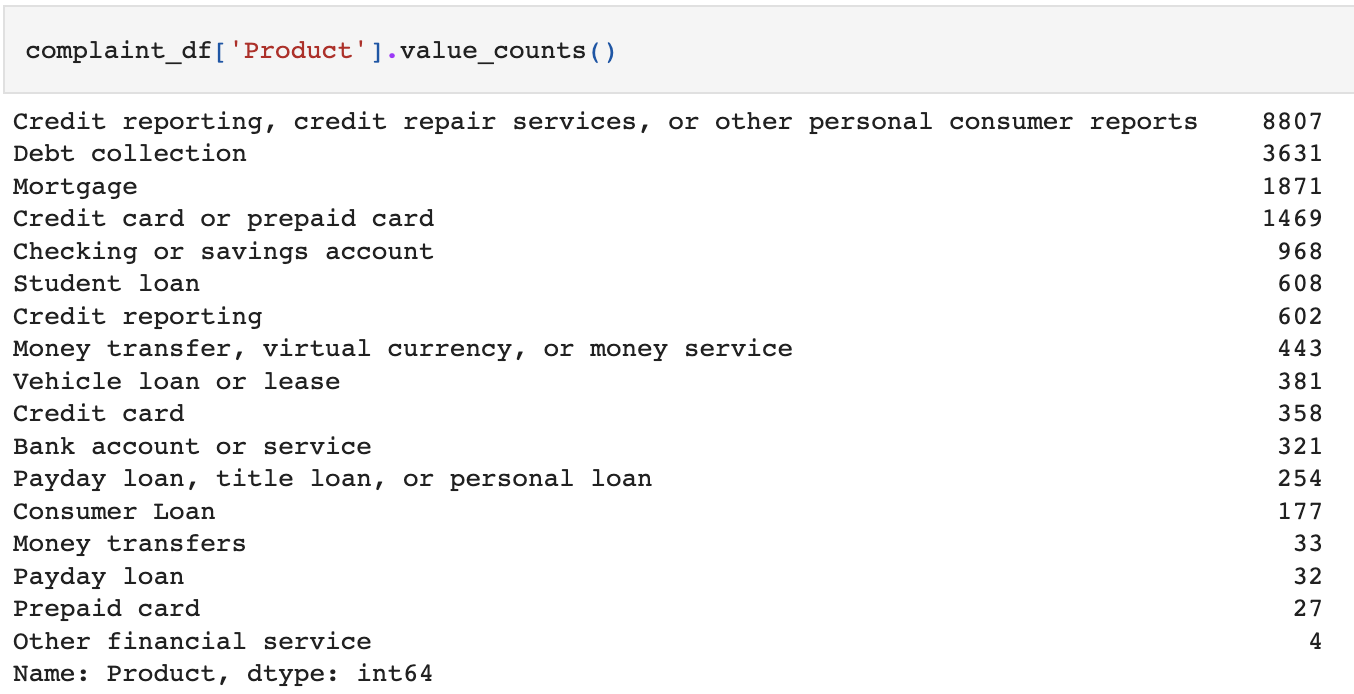 complaint_df['Product'].value_counts()
Credit reporting, credit repair services, or other personal consumer reports 8807
Debt collection 3631
Mortgage 1871
Credit card or prepaid card 1469
Checking or savings account 968
Student loan 608
Credit reporting 602
Money transfer, virtual currency, or money service 443
Vehicle loan or lease 381
Credit card 358
Bank account or service 321
Payday loan, title loan, or personal loan 254
Consumer Loan 177
Money transfers 33
Payday loan 32
Prepaid card 27
Other financial service 4
Name: Product, dtype: int64